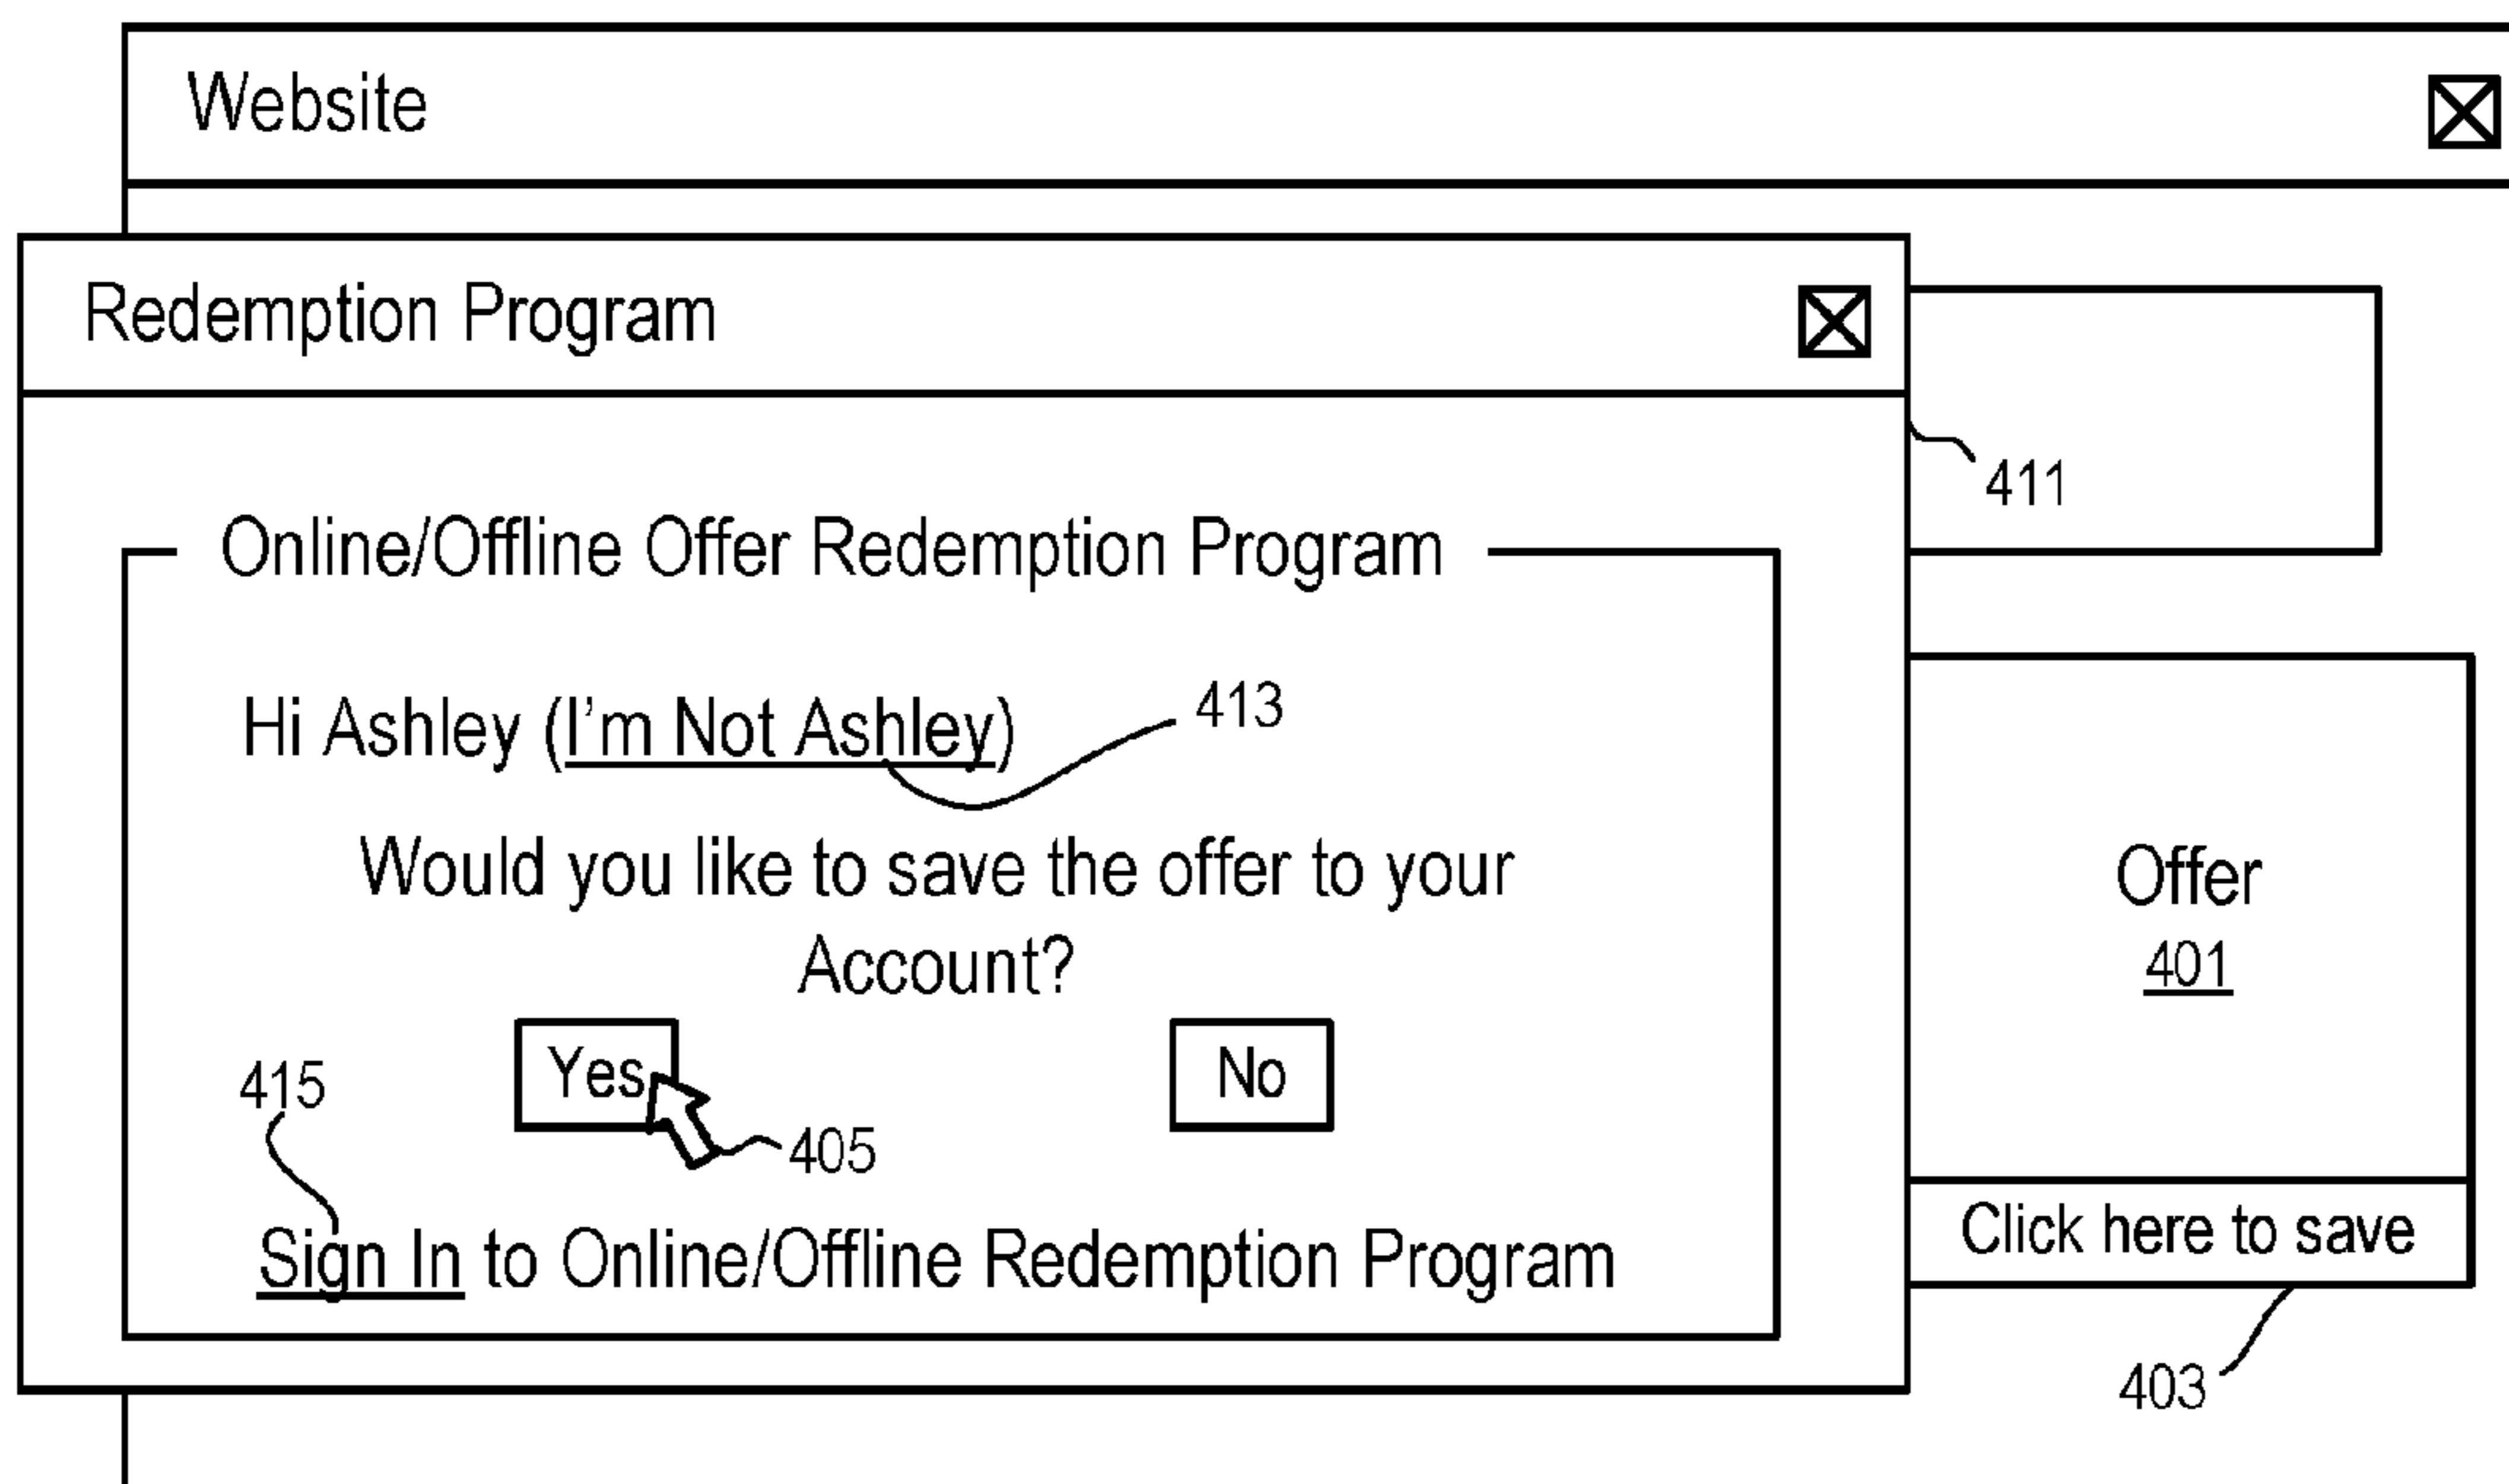 Website
Redemption Program
411
Online/Offline Offer Redemption Program
413
Hi Ashley (I'm Not Ashley)
Would you like to save the offer to your
Account?
Offer
401
Yes
No
415
405
Click here to save
Sign In to Online/Offline Redemption Program
403